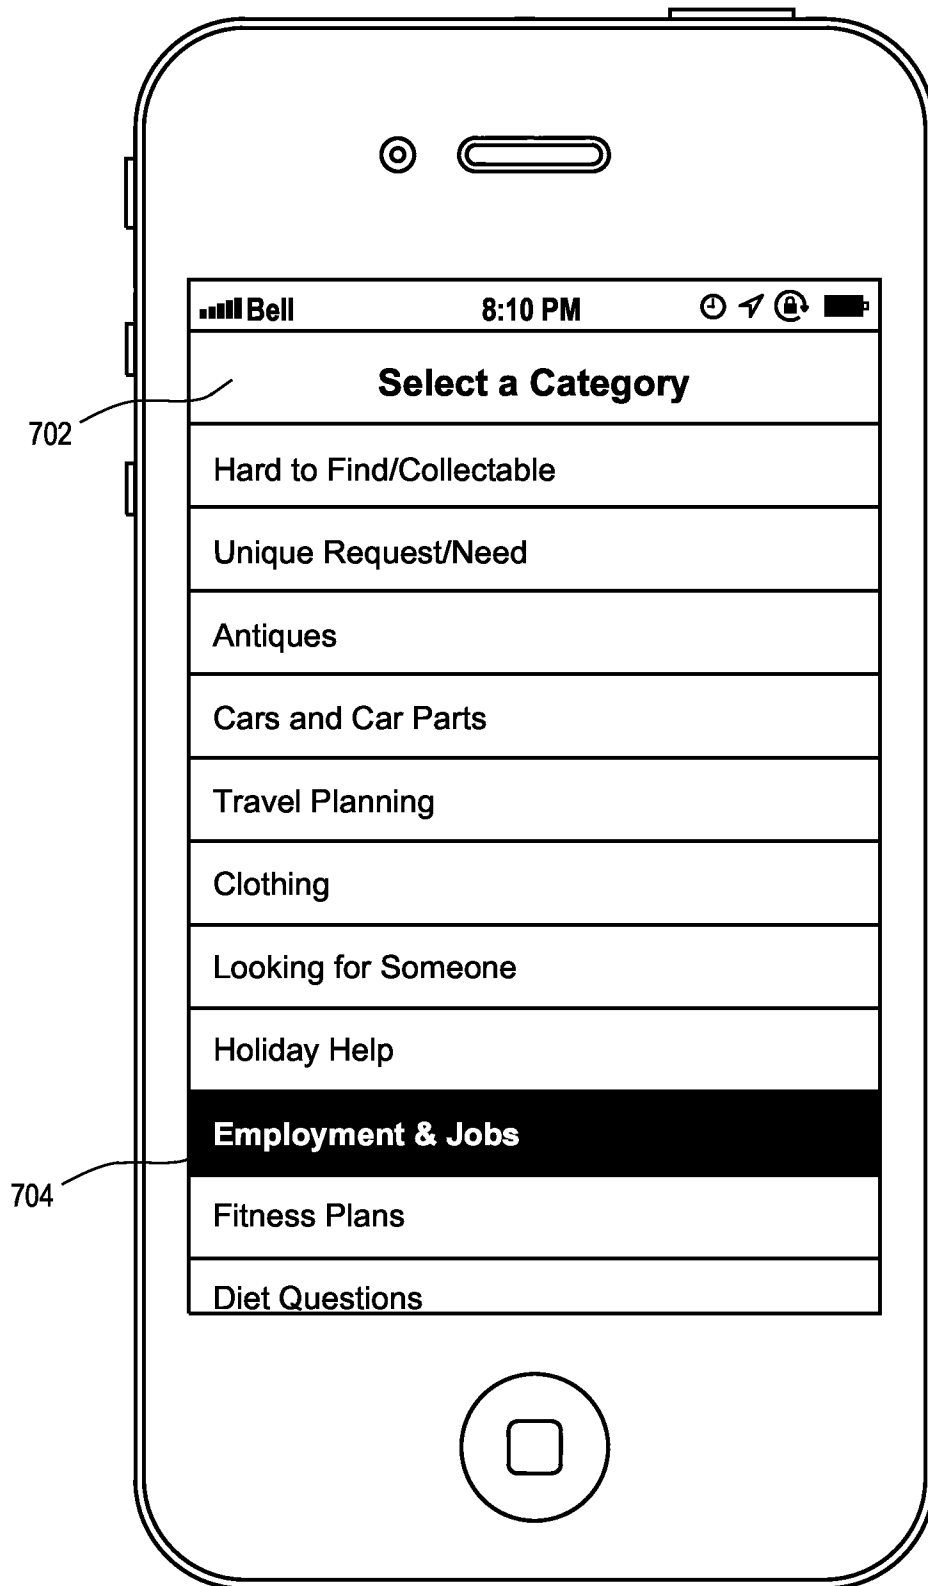 Bell 8:10 PM
Select a Category
702
Hard to Find/Collectable
Unique Request/Need
Antiques
Cars and Car Parts
Travel Planning
Clothing
Looking for Someone
Holiday Help
Employment & Jobs
704
Fitness Plans
Diet Questions